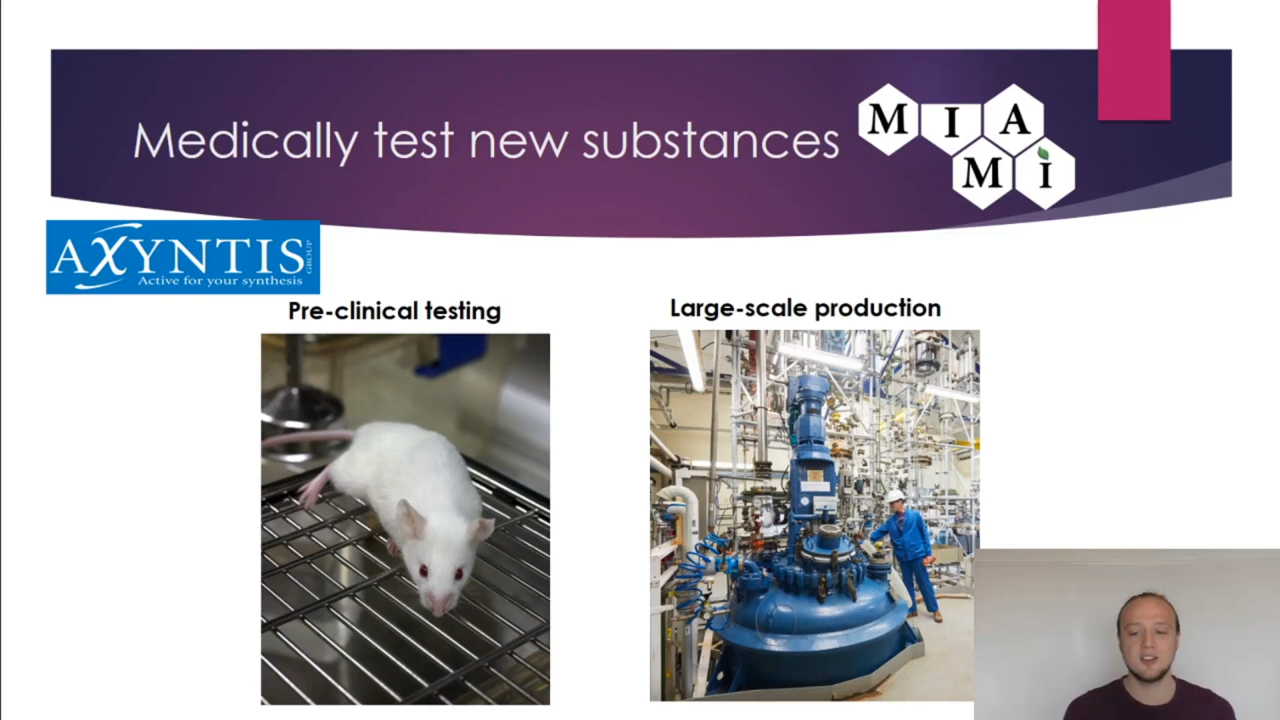 Medically test new substances
M I A
M i
AXYNTIS GROUP
Active for your synthesis
Pre-clinical testing
Large-scale production